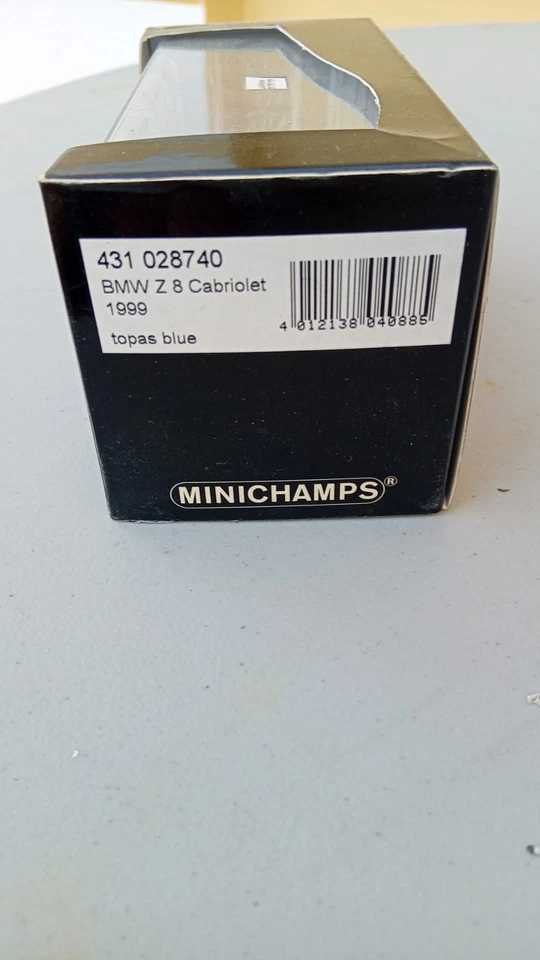 431 028740
BMW Z 8 Cabriolet
1999
topas blue
4 012138 040885
MINICHAMPS®